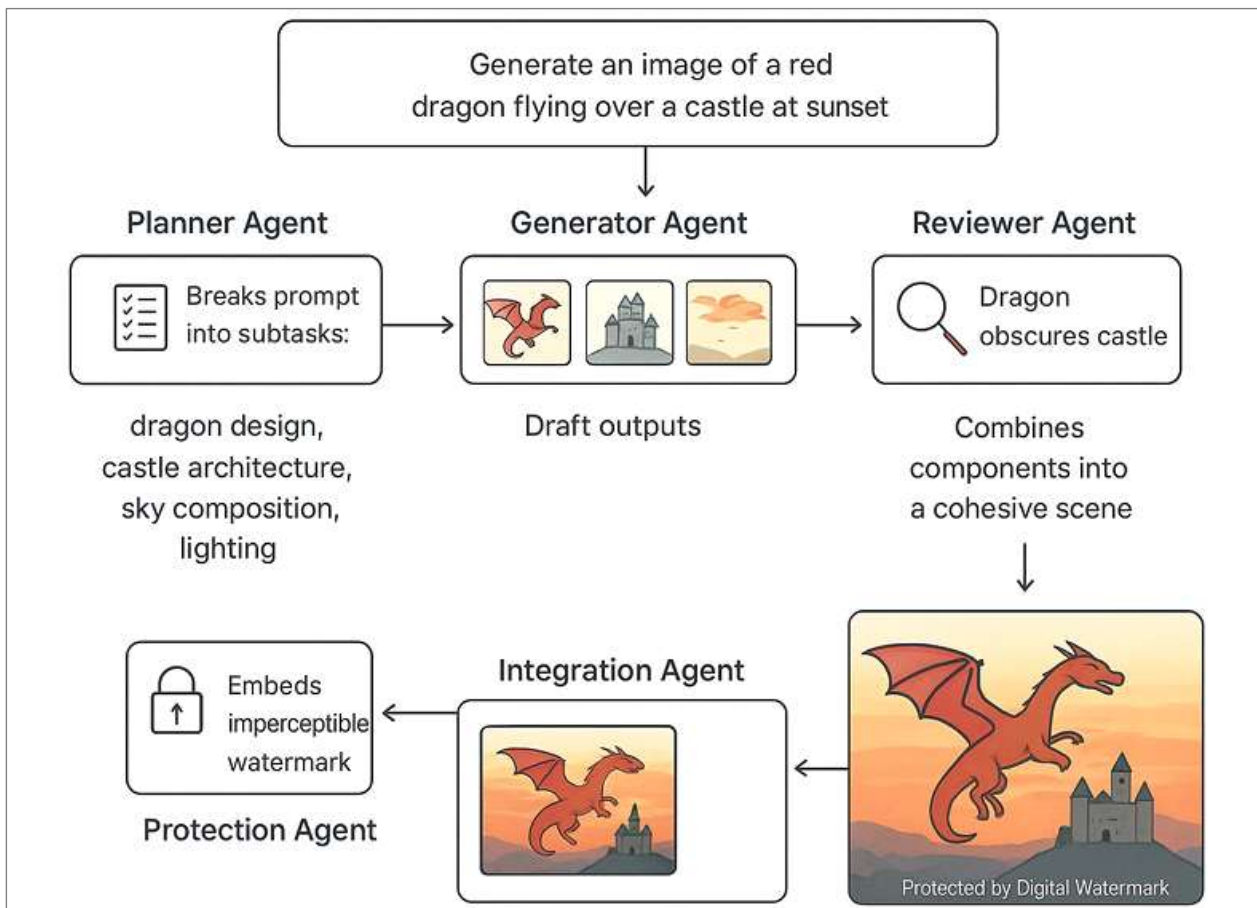 Generate an image of a red
dragon flying over a castle at sunset
Planner Agent
Breaks prompt
into subtasks:
dragon design,
castle architecture,
sky composition,
lighting
Generator Agent
Draft outputs
Reviewer Agent
Dragon
obscures castle
Combines
components into
a cohesive scene
Protected by Digital Watermark
Integration Agent
Embeds
imperceptible
watermark
Protection Agent